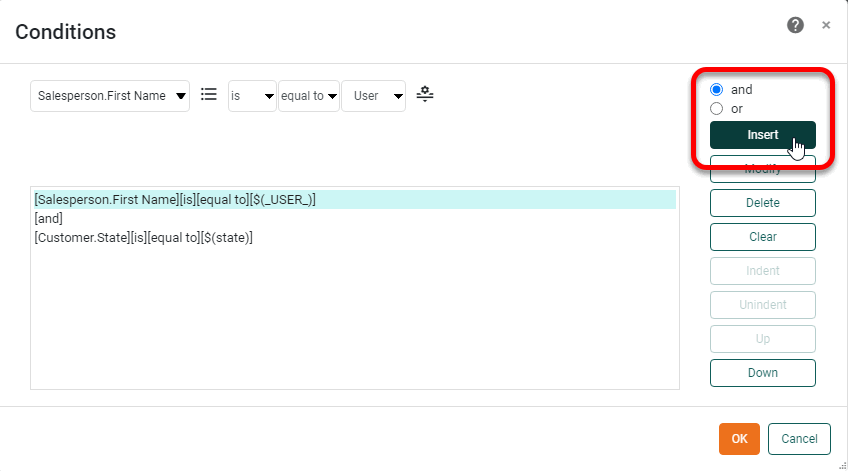 Conditions
Salesperson.First Name is equal to User
and
or
Insert
Modify
[Salesperson.First Name][is][equal to][$(_USER_)]
[and]
[Customer.State][is][equal to][$(state)]
Delete
Clear
Indent
Unindent
Up
Down
OK Cancel